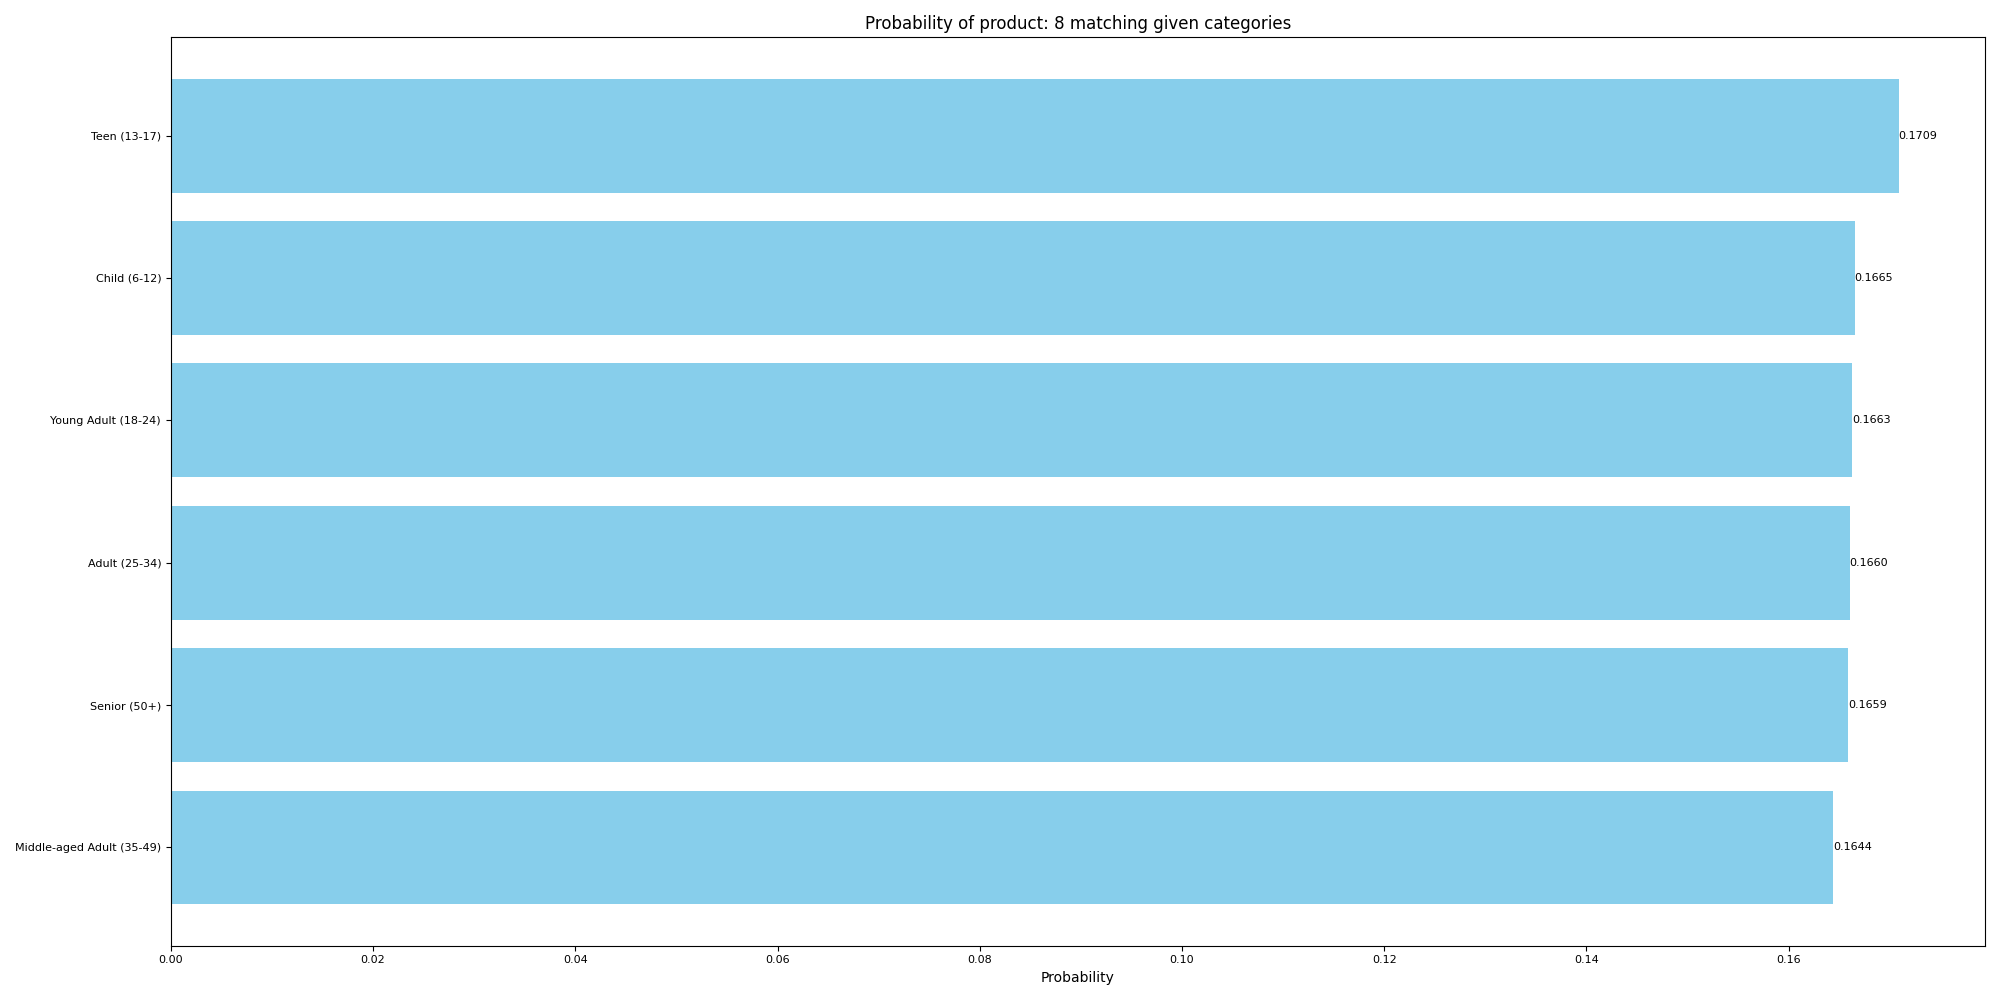 Probability of product: 8 matching given categories
Teen (13-17)
0.1709
Child (6-12)
0.1665
Young Adult (18-24)
0.1663
Adult (25-34)
0.1660
Senior (50+)
0.1659
Middle-aged Adult (35-49)
0.1644
0.00 0.02 0.04 0.06 0.08 0.10 0.12 0.14 0.16
Probability